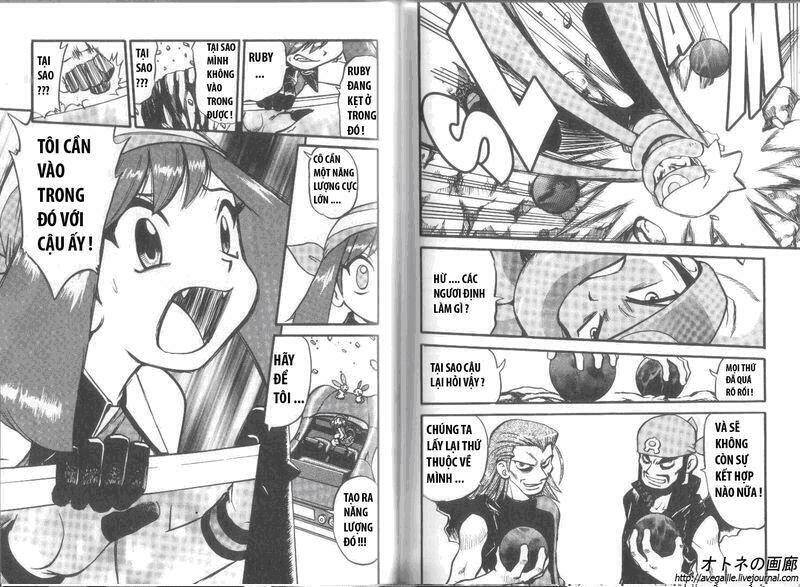 SLAM
HỪ .... CÁC
NGƯƠI ĐỊNH
LÀM GÌ ?
MỌI THỨ
ĐÃ QUÁ
RÕ RỒI !
TẠI SAO CẬU
LẠI HỎI VẬY ?
VÀ SẼ
KHÔNG
CÒN SỰ
KẾT HỢP
NÀO NỮA !
CHÚNG TA
LẤY LẠI THỨ
THUỘC VỀ
MÌNH ....
RUBY
ĐANG
KẸT Ở
TRONG
ĐÓ !
RUBY
...
TẠI SAO
MÌNH
KHÔNG
VÀO
TRONG
ĐƯỢC !
TẠI
SAO
???
TẠI
SAO
???
CÔ CẦN
MỘT NĂNG
LƯỢNG CỰC
LỚN ....
TÔI CẦN
VÀO
TRONG
ĐÓ VỚI
CẬU ẤY !
HÃY
ĐỂ
TÔI ...
TẠO RA
NĂNG
LƯỢNG
ĐÓ !!!
オトネの画廊
http://avegalle.livejournal.com/